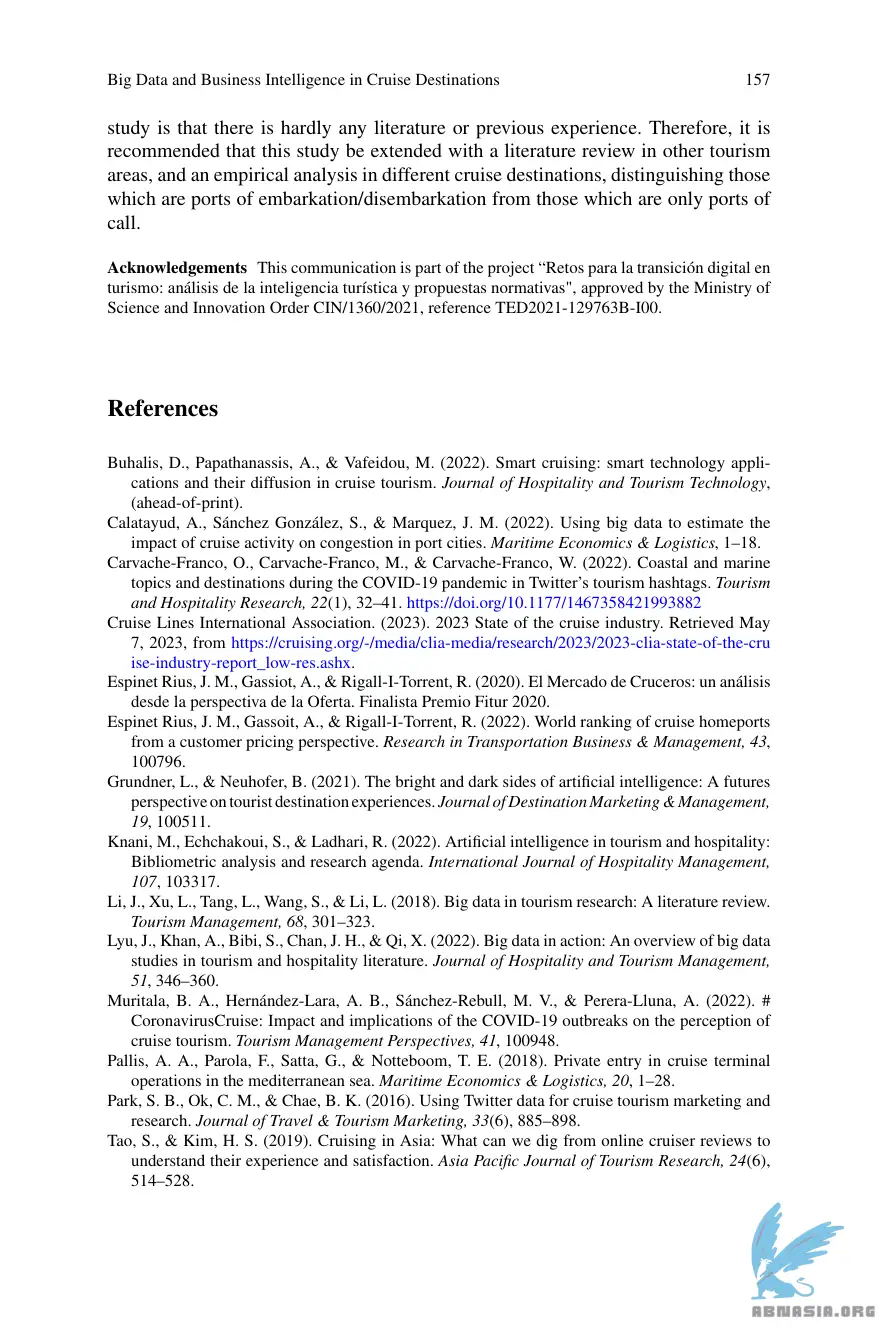 Big Data and Business Intelligence in Cruise Destinations 157
study is that there is hardly any literature or previous experience. Therefore, it is
recommended that this study be extended with a literature review in other tourism
areas, and an empirical analysis in different cruise destinations, distinguishing those
which are ports of embarkation/disembarkation from those which are only ports of
call.
Acknowledgements This communication is part of the project “Retos para la transición digital en
turismo: análisis de la inteligencia turística y propuestas normativas", approved by the Ministry of
Science and Innovation Order CIN/1360/2021, reference TED2021-129763B-I00.
References
Buhalis, D., Papathanassis, A., & Vafeidou, M. (2022). Smart cruising: smart technology appli-
cations and their diffusion in cruise tourism. Journal of Hospitality and Tourism Technology,
(ahead-of-print).
Calatayud, A., Sánchez González, S., & Marquez, J. M. (2022). Using big data to estimate the
impact of cruise activity on congestion in port cities. Maritime Economics & Logistics, 1–18.
Carvache-Franco, O., Carvache-Franco, M., & Carvache-Franco, W. (2022). Coastal and marine
topics and destinations during the COVID-19 pandemic in Twitter’s tourism hashtags. Tourism
and Hospitality Research, 22(1), 32–41. https://doi.org/10.1177/1467358421993882
Cruise Lines International Association. (2023). 2023 State of the cruise industry. Retrieved May
7, 2023, from https://cruising.org/-/media/clia-media/research/2023/2023-clia-state-of-the-cru
ise-industry-report_low-res.ashx.
Espinet Rius, J. M., Gassiot, A., & Rigall-I-Torrent, R. (2020). El Mercado de Cruceros: un análisis
desde la perspectiva de la Oferta. Finalista Premio Fitur 2020.
Espinet Rius, J. M., Gassoit, A., & Rigall-I-Torrent, R. (2022). World ranking of cruise homeports
from a customer pricing perspective. Research in Transportation Business & Management, 43,
100796.
Grundner, L., & Neuhofer, B. (2021). The bright and dark sides of artificial intelligence: A futures
perspective on tourist destination experiences. Journal of Destination Marketing & Management,
19, 100511.
Knani, M., Echchakoui, S., & Ladhari, R. (2022). Artificial intelligence in tourism and hospitality:
Bibliometric analysis and research agenda. International Journal of Hospitality Management,
107, 103317.
Li, J., Xu, L., Tang, L., Wang, S., & Li, L. (2018). Big data in tourism research: A literature review.
Tourism Management, 68, 301–323.
Lyu, J., Khan, A., Bibi, S., Chan, J. H., & Qi, X. (2022). Big data in action: An overview of big data
studies in tourism and hospitality literature. Journal of Hospitality and Tourism Management,
51, 346–360.
Muritala, B. A., Hernández-Lara, A. B., Sánchez-Rebull, M. V., & Perera-Lluna, A. (2022). #
CoronavirusCruise: Impact and implications of the COVID-19 outbreaks on the perception of
cruise tourism. Tourism Management Perspectives, 41, 100948.
Pallis, A. A., Parola, F., Satta, G., & Notteboom, T. E. (2018). Private entry in cruise terminal
operations in the mediterranean sea. Maritime Economics & Logistics, 20, 1–28.
Park, S. B., Ok, C. M., & Chae, B. K. (2016). Using Twitter data for cruise tourism marketing and
research. Journal of Travel & Tourism Marketing, 33(6), 885–898.
Tao, S., & Kim, H. S. (2019). Cruising in Asia: What can we dig from online cruiser reviews to
understand their experience and satisfaction. Asia Pacific Journal of Tourism Research, 24(6),
514–528.
ABMASIA.ORG